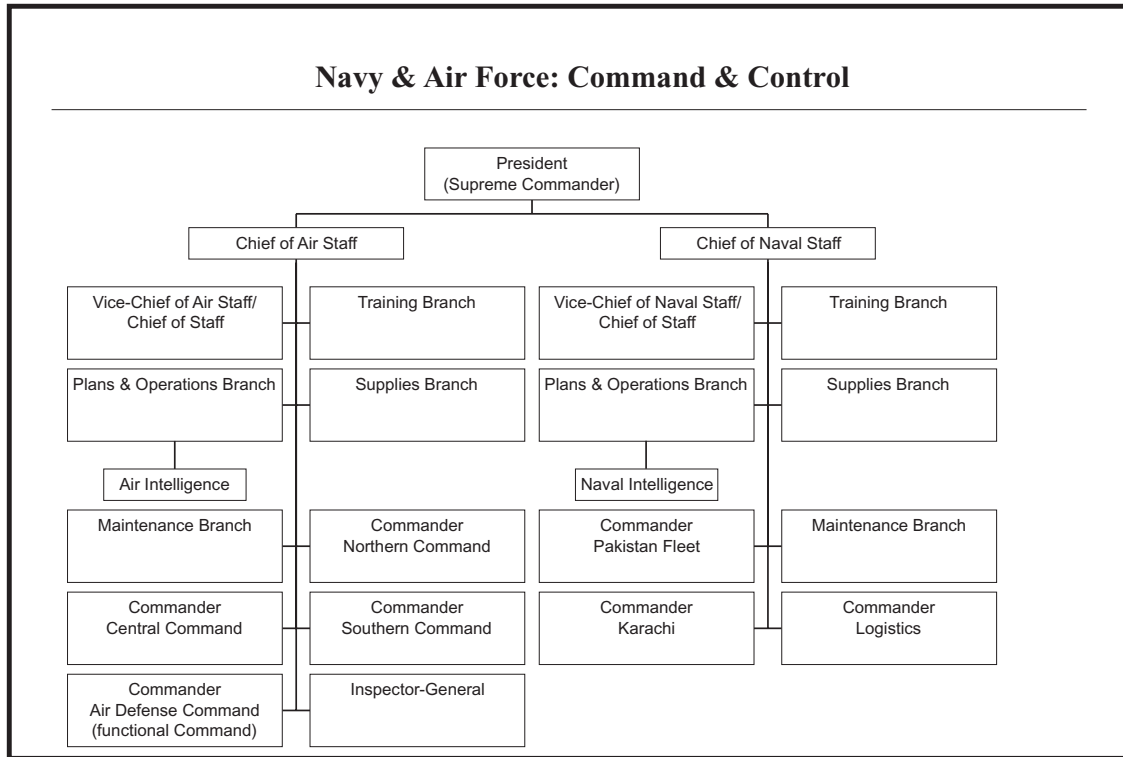 Navy & Air Force: Command & Control
President
(Supreme Commander)
Chief of Air Staff
Chief of Naval Staff
Vice-Chief of Air Staff/
Chief of Staff
Training Branch
Vice-Chief of Naval Staff/
Chief of Staff
Training Branch
Plans & Operations Branch
Supplies Branch
Plans & Operations Branch
Supplies Branch
Air Intelligence
Naval Intelligence
Maintenance Branch
Commander
Northern Command
Commander
Pakistan Fleet
Maintenance Branch
Commander
Central Command
Commander
Southern Command
Commander
Karachi
Commander
Logistics
Commander
Air Defense Command
(functional Command)
Inspector-General